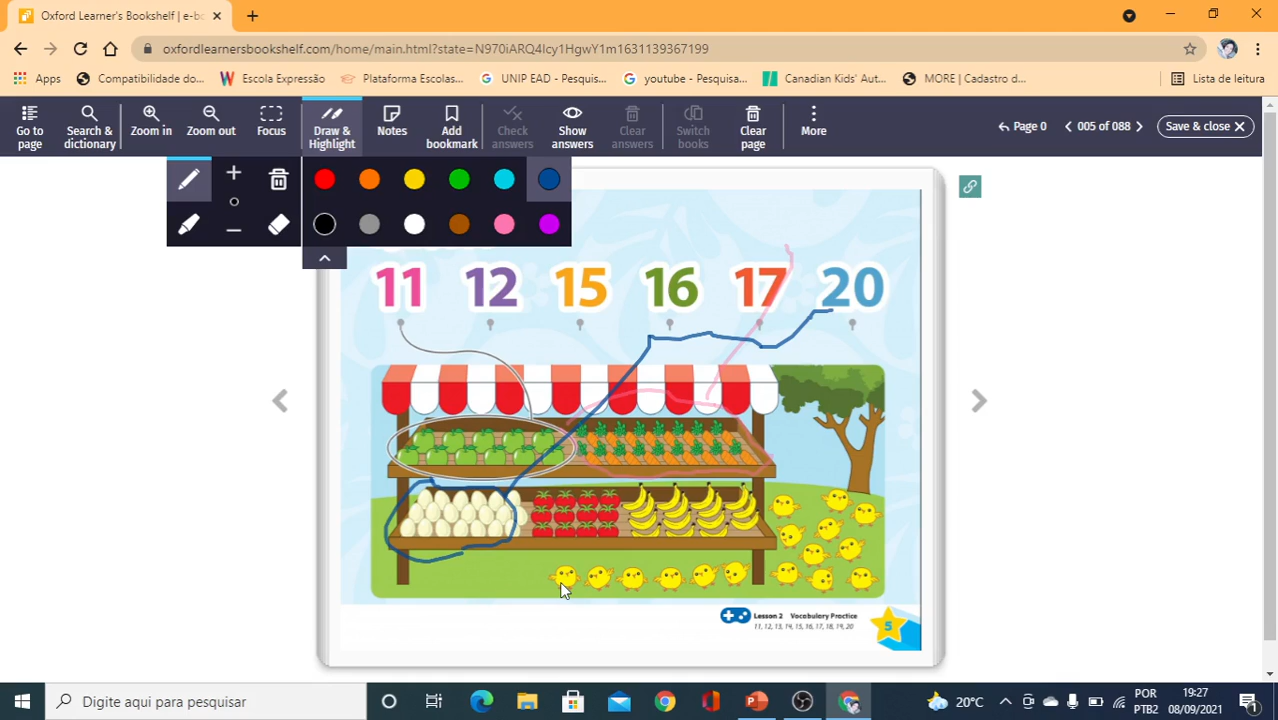 Oxford Learner's Bookshelf | e-bo
oxfordlearnersbookshelf.com/home/main.html?state=N970iARQ4Icy1HgwY1m1631139367199
Apps Compatibilidade do... Escola Expressão Plataforma Escolas... UNIP EAD - Pesquis... youtube - Pesquisa... Canadian Kids' Aut... MORE | Cadastro d... Lista de leitura
Go to page
Search & dictionary
Zoom in
Zoom out
Focus
Draw & Highlight
Notes
Add bookmark
Check answers
Show answers
Clear answers
Switch books
Clear page
More
Page 0
005 of 088
Save & close
11 12 15 16 17 20
Lesson 2 Vocabulary Practice
11, 12, 13, 14, 15, 16, 17, 18, 19, 20
5
Digite aqui para pesquisar
20°C
POR
PTB2
19:27
08/09/2021
1